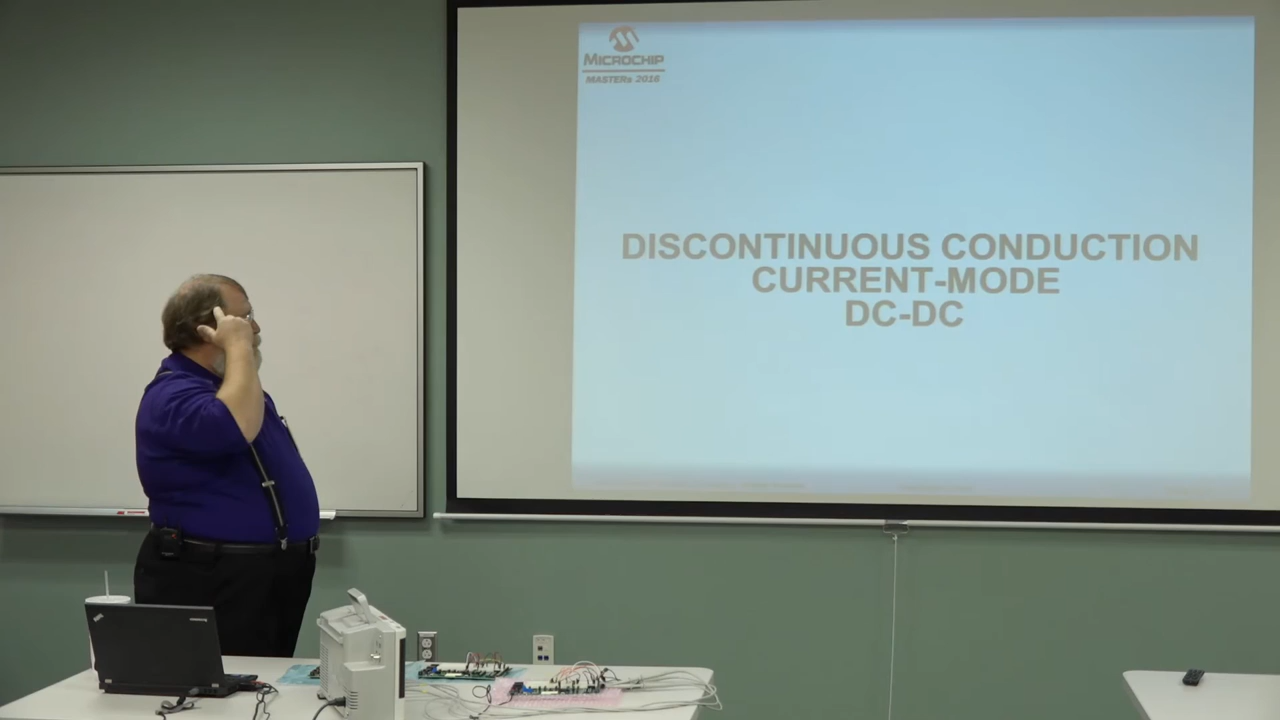 MICROCHIP
MASTERs 2016
DISCONTINUOUS CONDUCTION
CURRENT-MODE
DC-DC